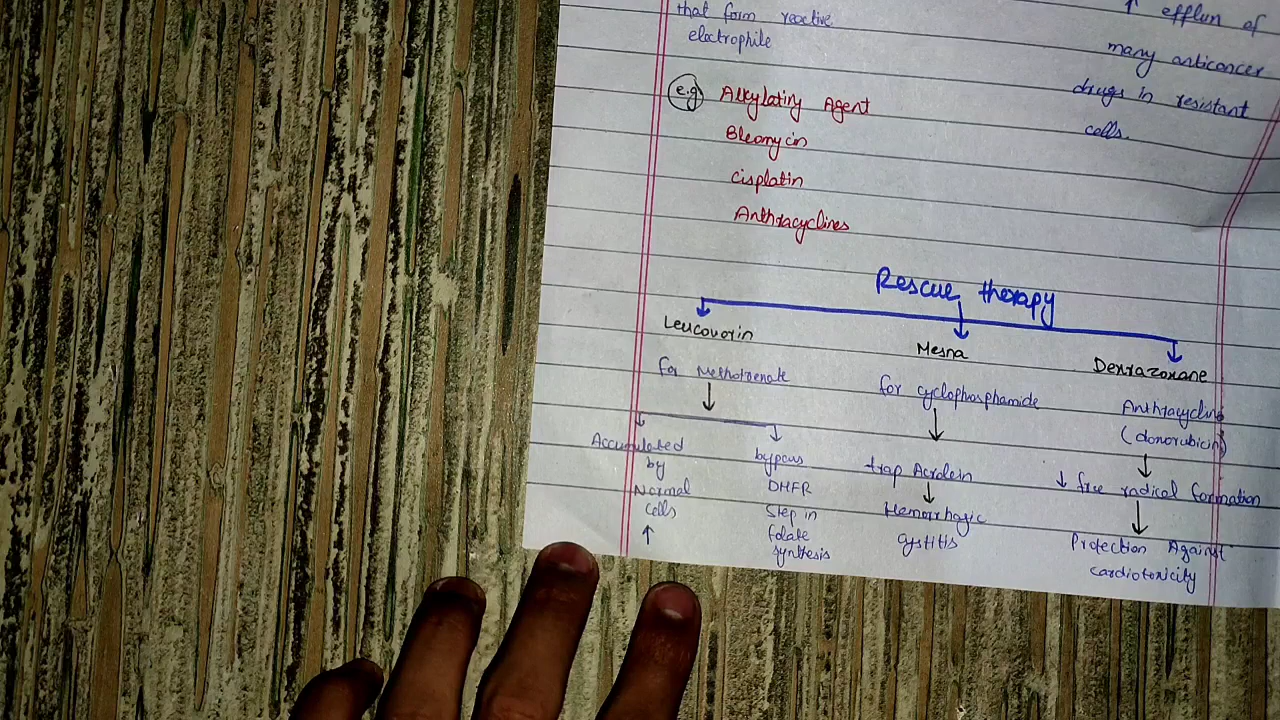 that form reactive
electrophile
e.g Alkylating Agent
Bleomycin
Cisplatin
Anthracyclines
↑ efflux of
many anticancer
drugs in resistant
cells.
Rescue therapy
Leucovorin
for Methotrexate
Accumulated
by
Normal
cells
↑
bypass
DHFR
Step in
folate
synthesis
Mesna
for cyclophosphamide
trap Acrolein
Hemorrhagic
cystitis
Dexrazoxane
Anthracycline
(donorubicin)
↓ free radical formation
Protection Against
cardiotoxicity